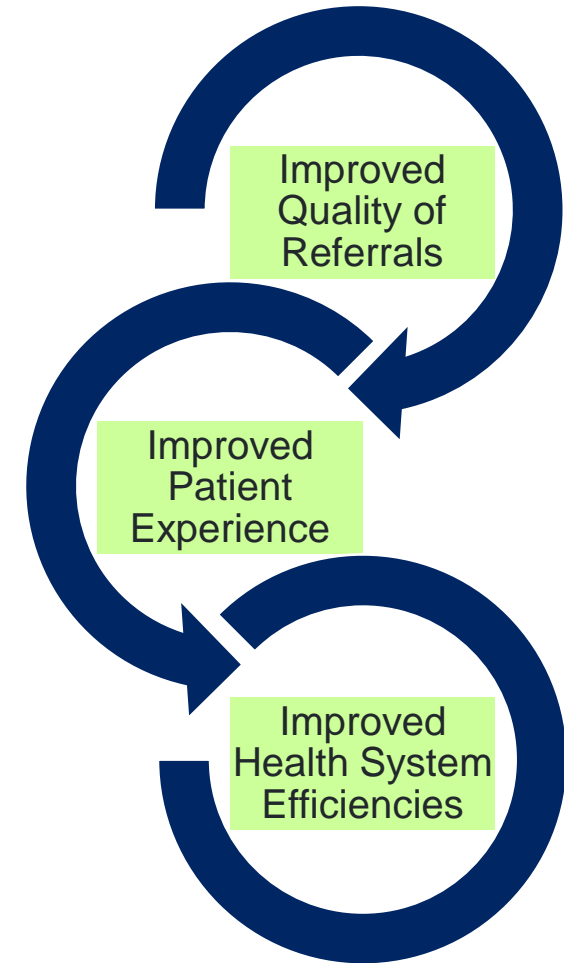 Improved
Quality of
Referrals
Improved
Patient
Experience
Improved
Health System
Efficiencies